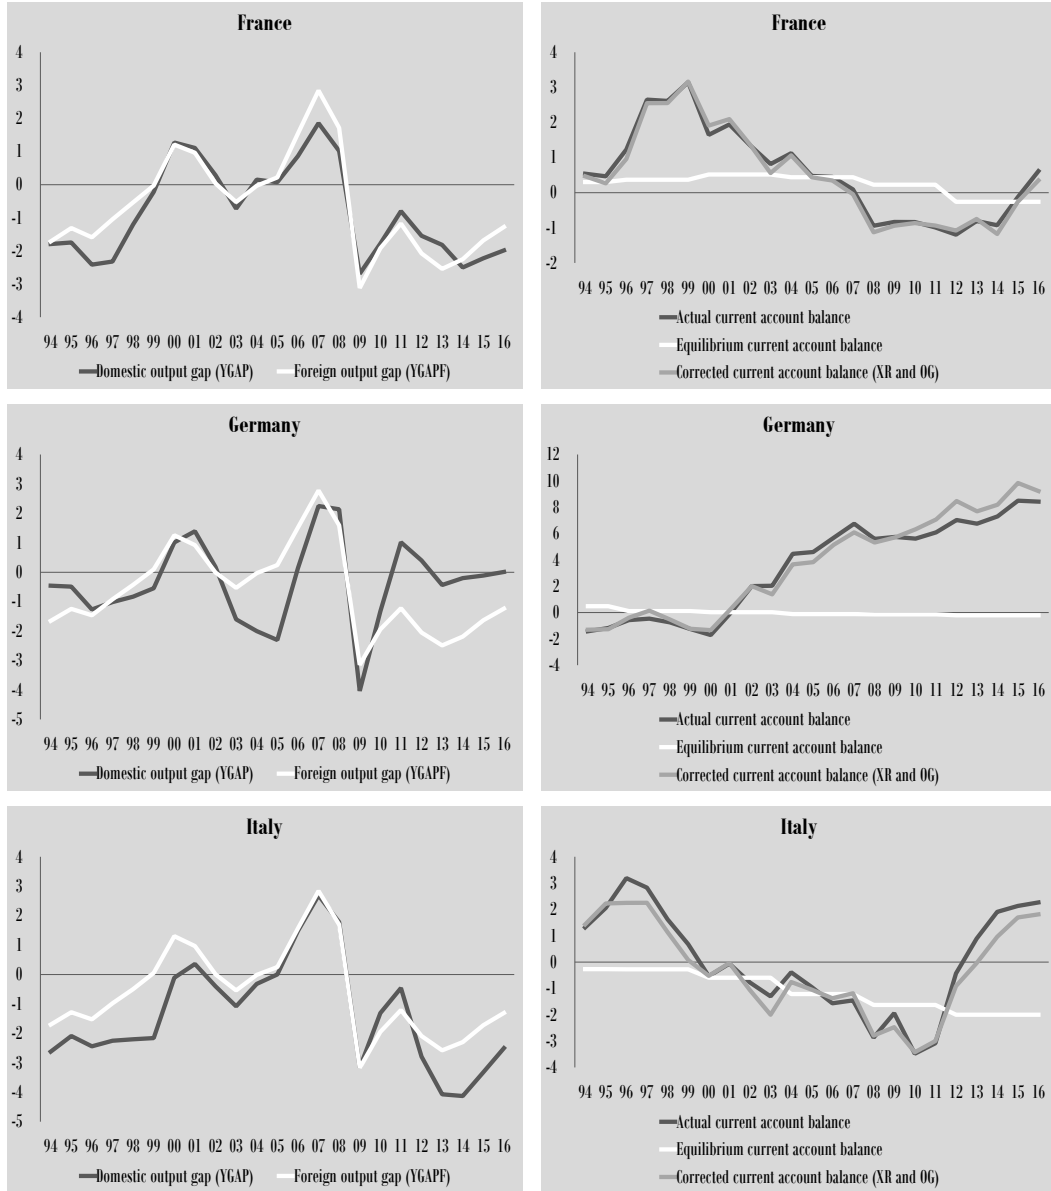 France
4
3
2
1
0
-1
-2
-3
-4
94 95 96 97 98 99 00 01 02 03 04 05 06 07 08 09 10 11 12 13 14 15 16
Domestic output gap (YGAP) Foreign output gap (YGAPF)
France
4
3
2
1
0
-1
-2
94 95 96 97 98 99 00 01 02 03 04 05 06 07 08 09 10 11 12 13 14 15 16
Actual current account balance
Equilibrium current account balance
Corrected current account balance (XR and OG)
Germany
4
3
2
1
0
-1
-2
-3
-4
-5
94 95 96 97 98 99 00 01 02 03 04 05 06 07 08 09 10 11 12 13 14 15 16
Domestic output gap (YGAP) Foreign output gap (YGAPF)
Germany
12
10
8
6
4
2
0
-2
-4
94 95 96 97 98 99 00 01 02 03 04 05 06 07 08 09 10 11 12 13 14 15 16
Actual current account balance
Equilibrium current account balance
Corrected current account balance (XR and OG)
Italy
4
3
2
1
0
-1
-2
-3
-4
-5
94 95 96 97 98 99 00 01 02 03 04 05 06 07 08 09 10 11 12 13 14 15 16
Domestic output gap (YGAP) Foreign output gap (YGAPF)
Italy
4
3
2
1
0
-1
-2
-3
-4
94 95 96 97 98 99 00 01 02 03 04 05 06 07 08 09 10 11 12 13 14 15 16
Actual current account balance
Equilibrium current account balance
Corrected current account balance (XR and OG)